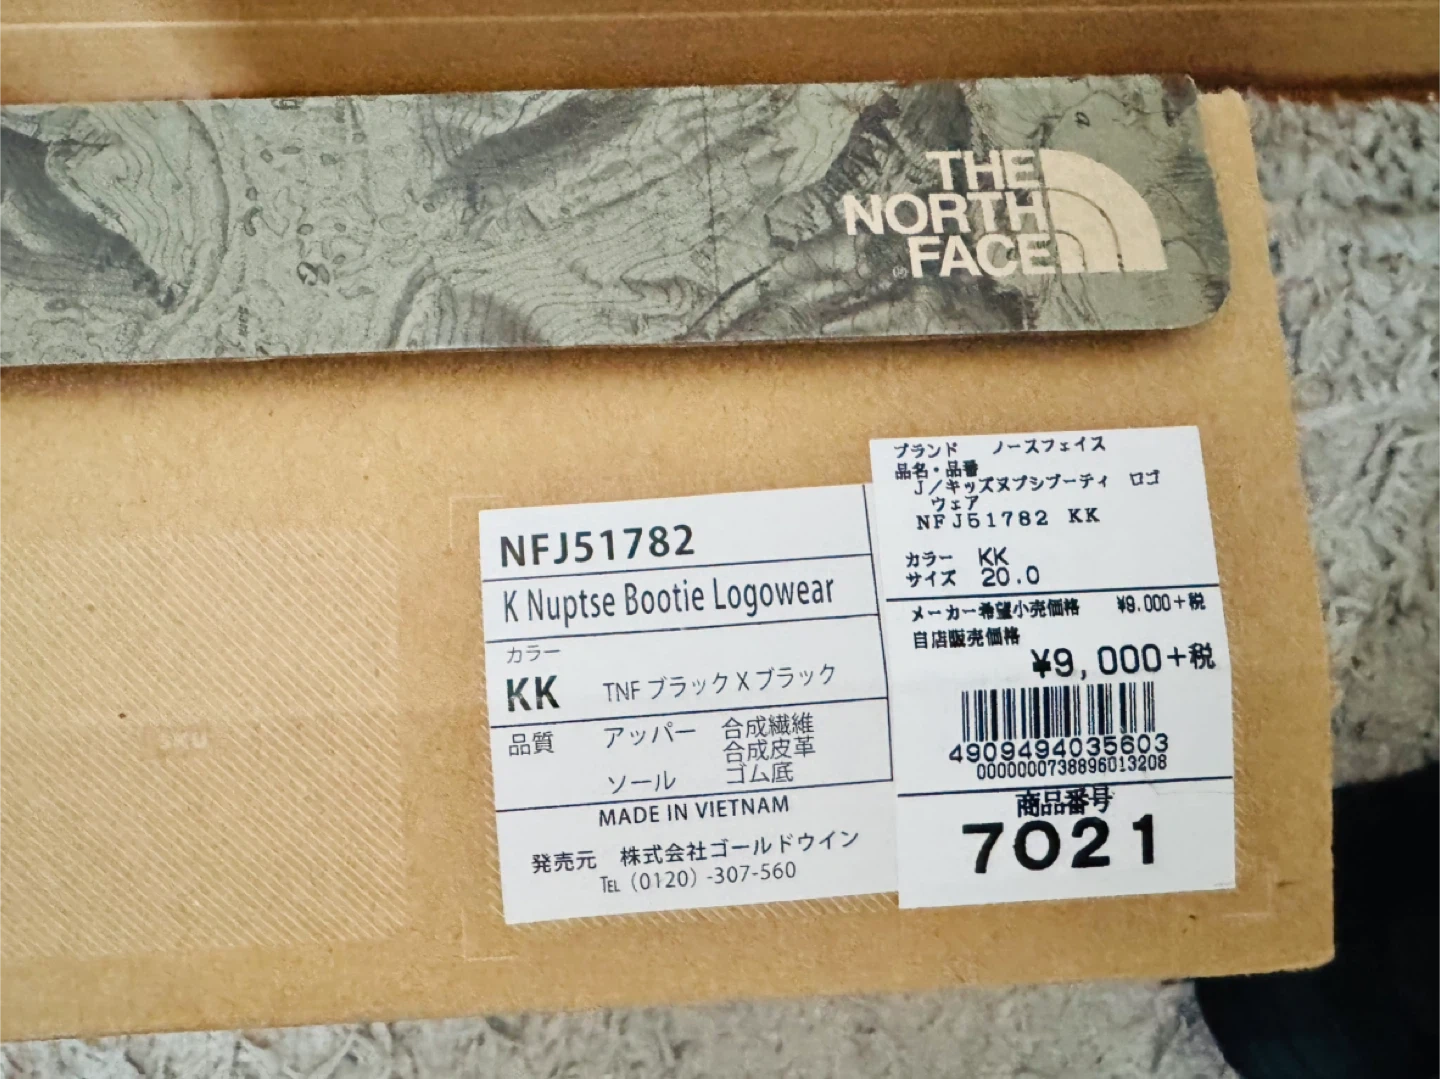 THE
NORTH
FACE
NFJ51782
K Nuptse Bootie Logowear
カラー
KK TNF ブラック X ブラック
品質 アッパー 合成繊維
合成皮革
ソール ゴム底
MADE IN VIETNAM
発売元 株式会社ゴールドウイン
TEL (0120) -307-560
ブランド ノースフェイス
品名・品番
J/キッズヌプシブーティ ロゴ
ウェア
NFJ51782 KK
カラー KK
サイズ 20.0
メーカー希望小売価格 ¥9,000+税
自店販売価格
¥9,000+税
4909494035603
0000000738896013208
商品番号
7021
SKU